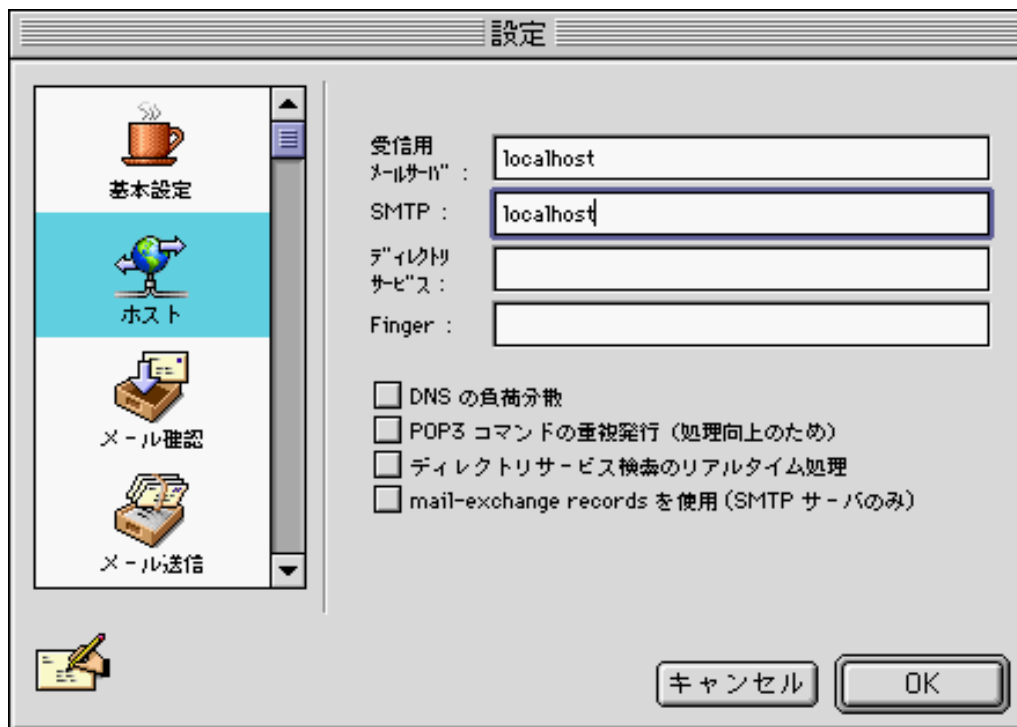 設定
基本設定
ホスト
メール確認
メール送信
受信用
ﾒｰﾙｻｰﾊﾞ :
localhost
SMTP :
localhost
ﾃﾞｨﾚｸﾄﾘ
ｻｰﾋﾞｽ :
Finger :
DNS の負荷分散
POP3 コマンドの重複発行 (処理向上のため)
ディレクトリサービス検索のリアルタイム処理
mail-exchange records を使用 (SMTP サーバのみ)
キャンセル
OK